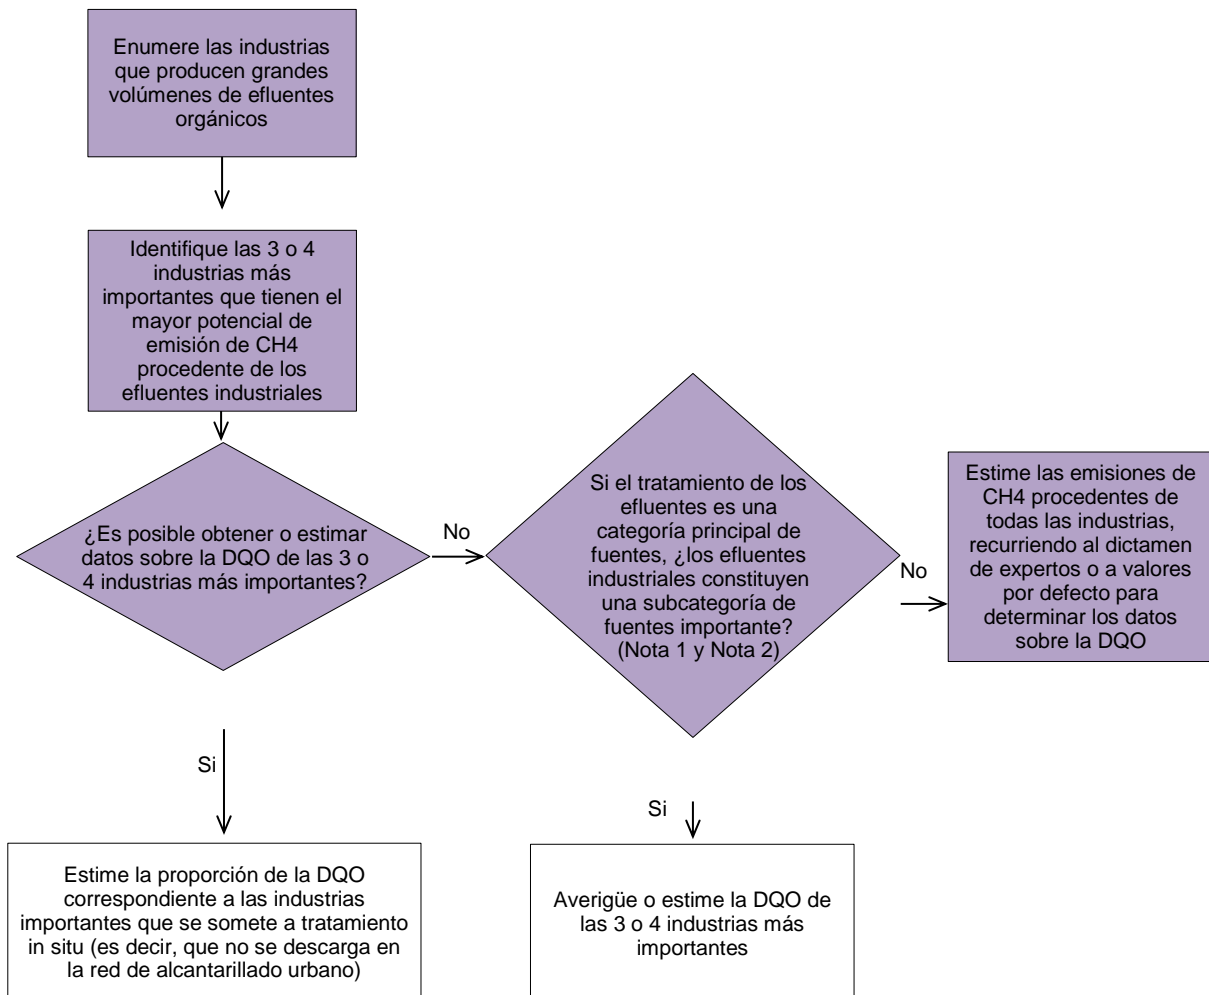 Enumere las industrias
que producen grandes
volúmenes de efluentes
orgánicos
Identifique las 3 o 4
industrias más
importantes que tienen el
mayor potencial de
emisión de CH4
procedente de los
efluentes industriales
¿Es posible obtener o estimar
datos sobre la DQO de las 3 o
4 industrias más importantes?
No
Si el tratamiento de los
efluentes es una
categoría principal de
fuentes, ¿los efluentes
industriales constituyen
una subcategoría de
fuentes importante?
(Nota 1 y Nota 2)
No
Estime las emisiones de
CH4 procedentes de
todas las industrias,
recurriendo al dictamen
de expertos o a valores
por defecto para
determinar los datos
sobre la DQO
Si
Estime la proporción de la DQO
correspondiente a las industrias
importantes que se somete a tratamiento
in situ (es decir, que no se descarga en
la red de alcantarillado urbano)
Si
Averigüe o estime la DQO de
las 3 o 4 industrias más
importantes